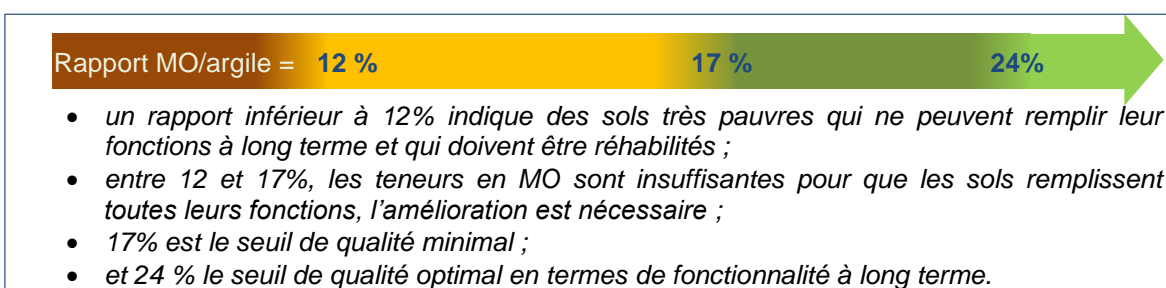 Rapport MO/argile = 12 % 17 % 24%
• un rapport inférieur à 12% indique des sols très pauvres qui ne peuvent remplir leur
fonctions à long terme et qui doivent être réhabilités ;
• entre 12 et 17%, les teneurs en MO sont insuffisantes pour que les sols remplissent
toutes leurs fonctions, l’amélioration est nécessaire ;
• 17% est le seuil de qualité minimal ;
• et 24 % le seuil de qualité optimal en termes de fonctionnalité à long terme.